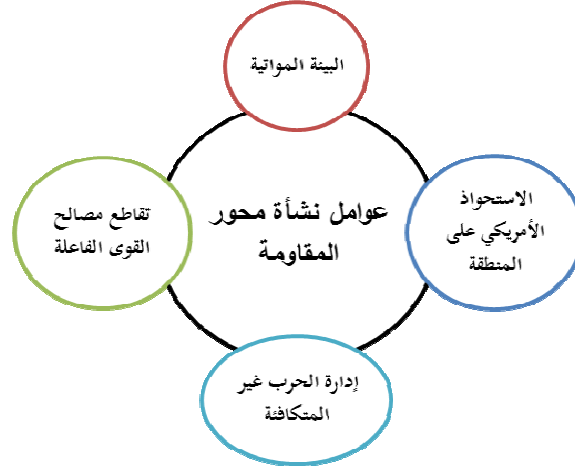 البيئة المواتية
عوامل نشأة محور
المقاومة
الاستحواذ
الأمريكي على
المنطقة
إدارة الحرب غير
المتكافئة
تقاطع مصالح
القوى الفاعلة